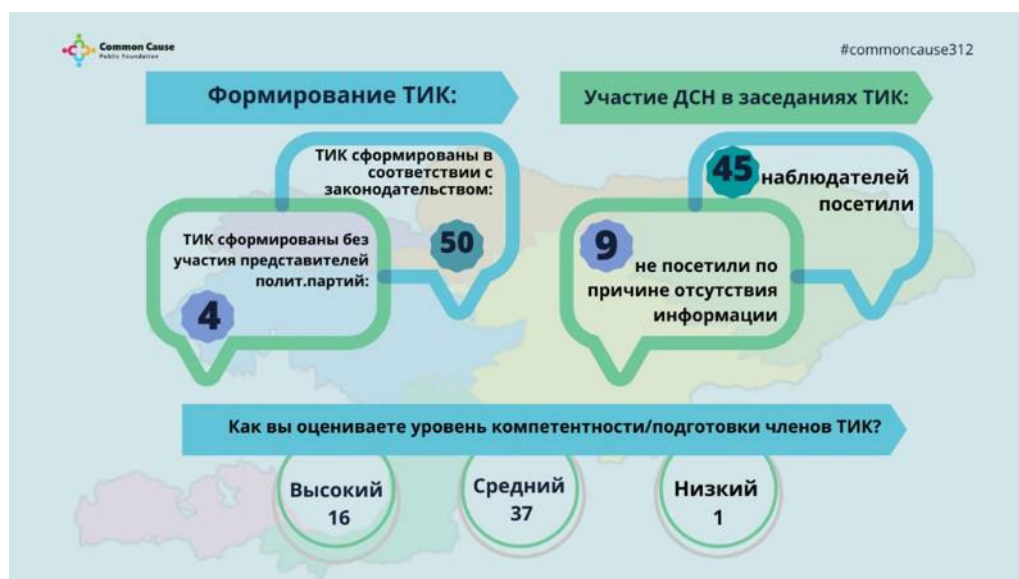 Common Cause
Public Foundation
#commoncause312
Формирование ТИК:
ТИК сформированы в
соответствии с
законодательством:
50
ТИК сформированы без
участия представителей
полит.партий:
4
Участие ДСН в заседаниях ТИК:
45 наблюдателей
посетили
9
не посетили по
причине отсутствия
информации
Как вы оцениваете уровень компетентности/подготовки членов ТИК?
Высокий
16
Средний
37
Низкий
1